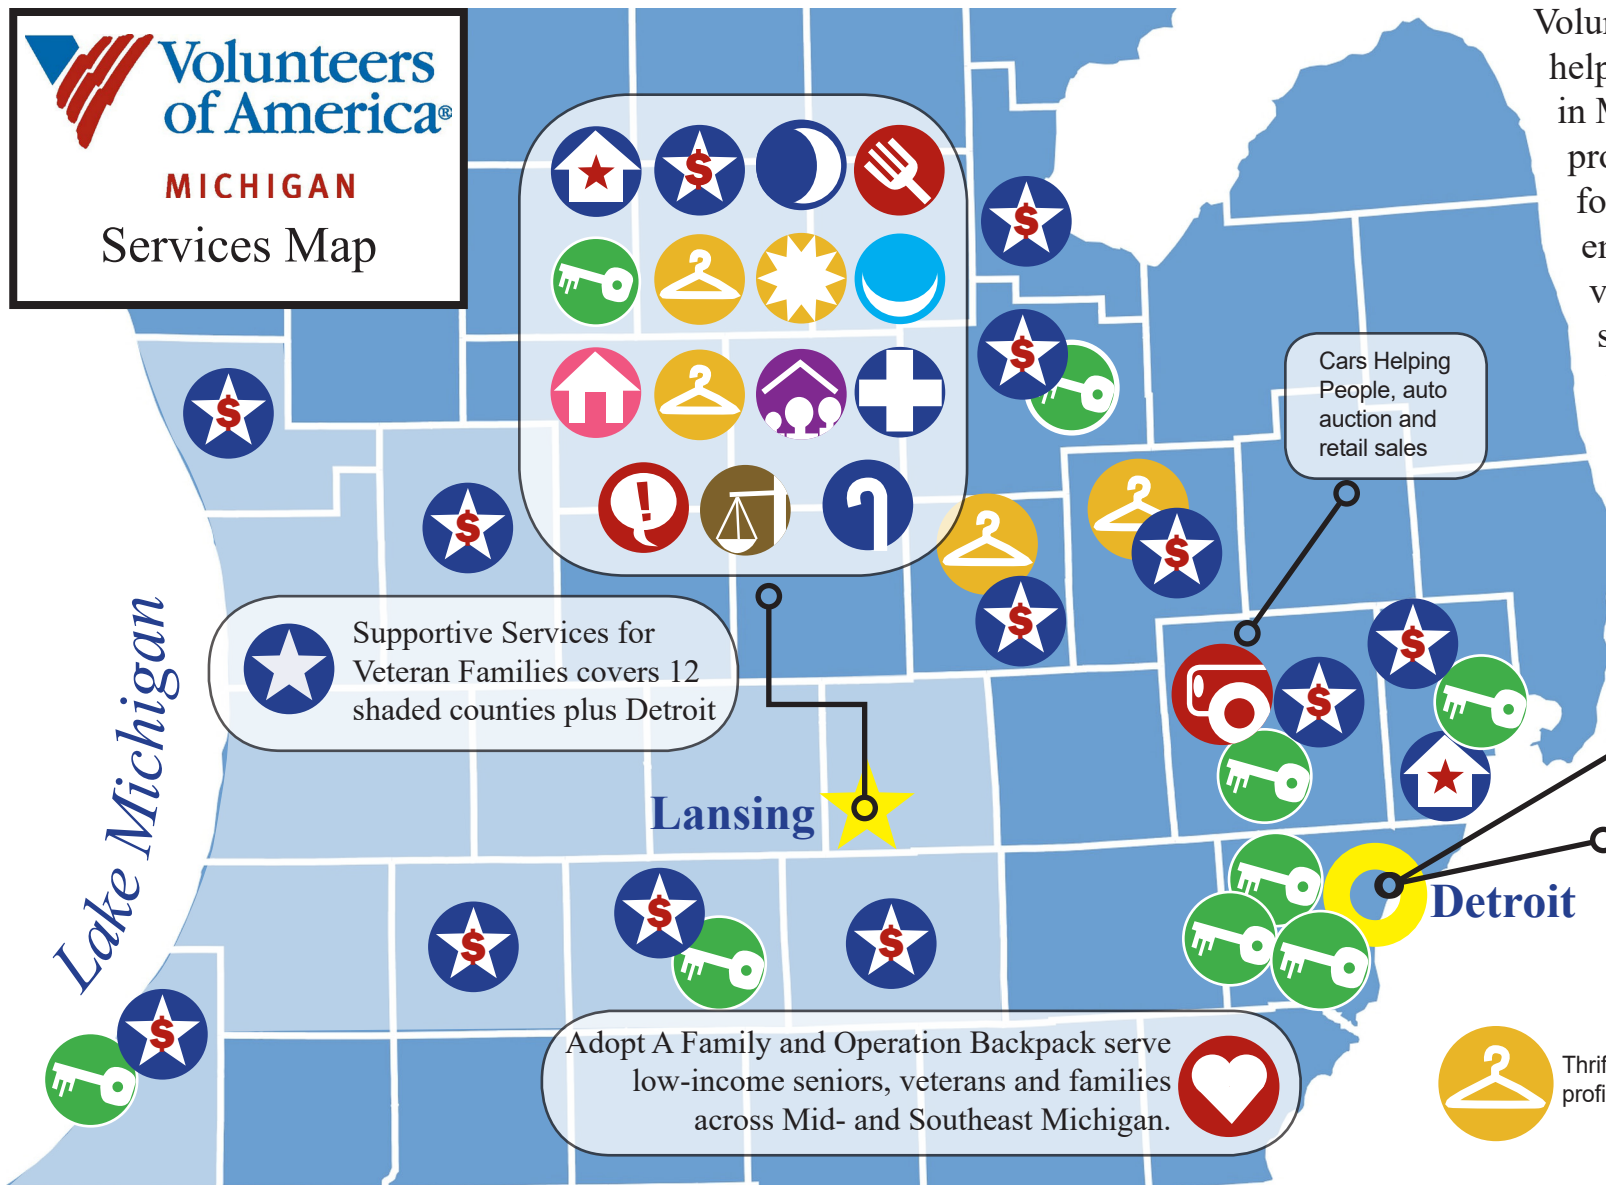 Volunteers
of America®
MICHIGAN
Services Map
Cars Helping
People, auto
auction and
retail sales
Supportive Services for
Veteran Families covers 12
shaded counties plus Detroit
Lake Michigan
Lansing
Detroit
Adopt A Family and Operation Backpack serve
low-income seniors, veterans and families
across Mid- and Southeast Michigan.